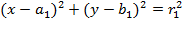 (x − a₁)² + (y − b₁)² = r₁²